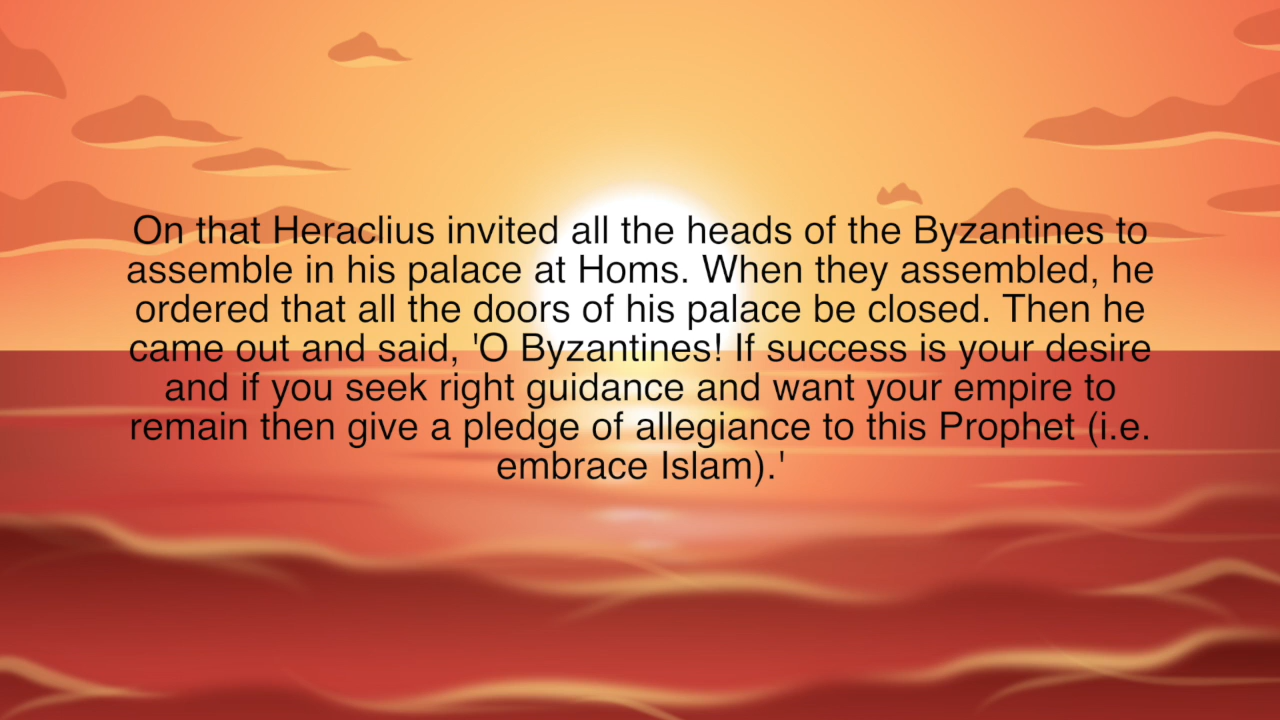 On that Heraclius invited all the heads of the Byzantines to
assemble in his palace at Homs. When they assembled, he
ordered that all the doors of his palace be closed. Then he
came out and said, 'O Byzantines! If success is your desire
and if you seek right guidance and want your empire to
remain then give a pledge of allegiance to this Prophet (i.e.
embrace Islam).'